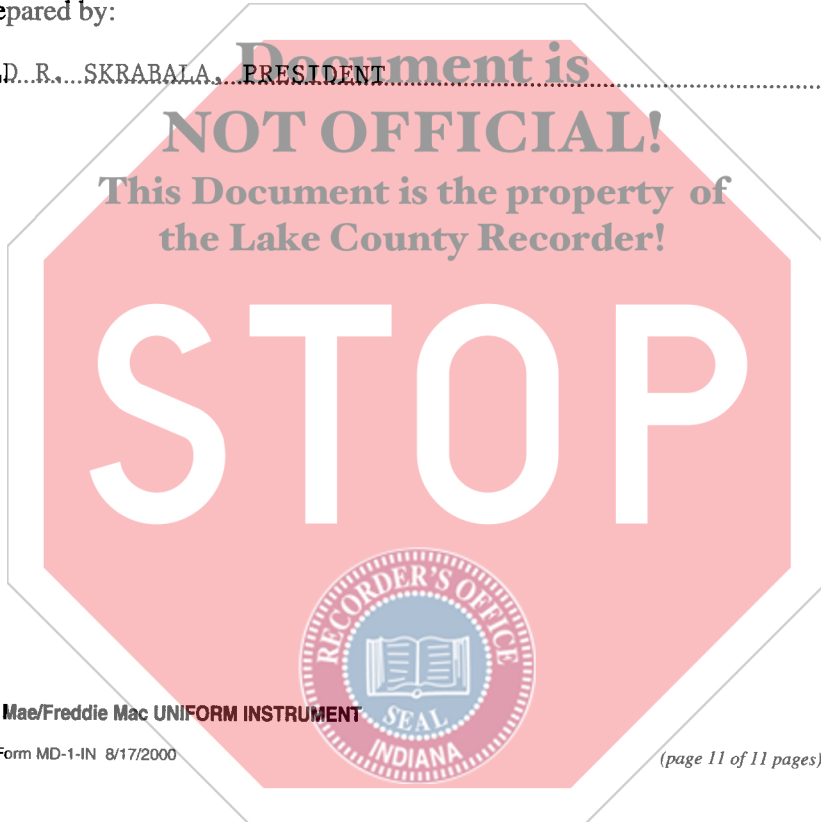 epared by:
D R. SKRABALA, PRESIDENT
Document is
NOT OFFICIAL!
This Document is the property of
the Lake County Recorder!
STOP
RECORDER'S OFFICE
SEAL
INDIANA
Mae/Freddie Mac UNIFORM INSTRUMENT
Form MD-1-IN 8/17/2000
(page 11 of 11 pages)